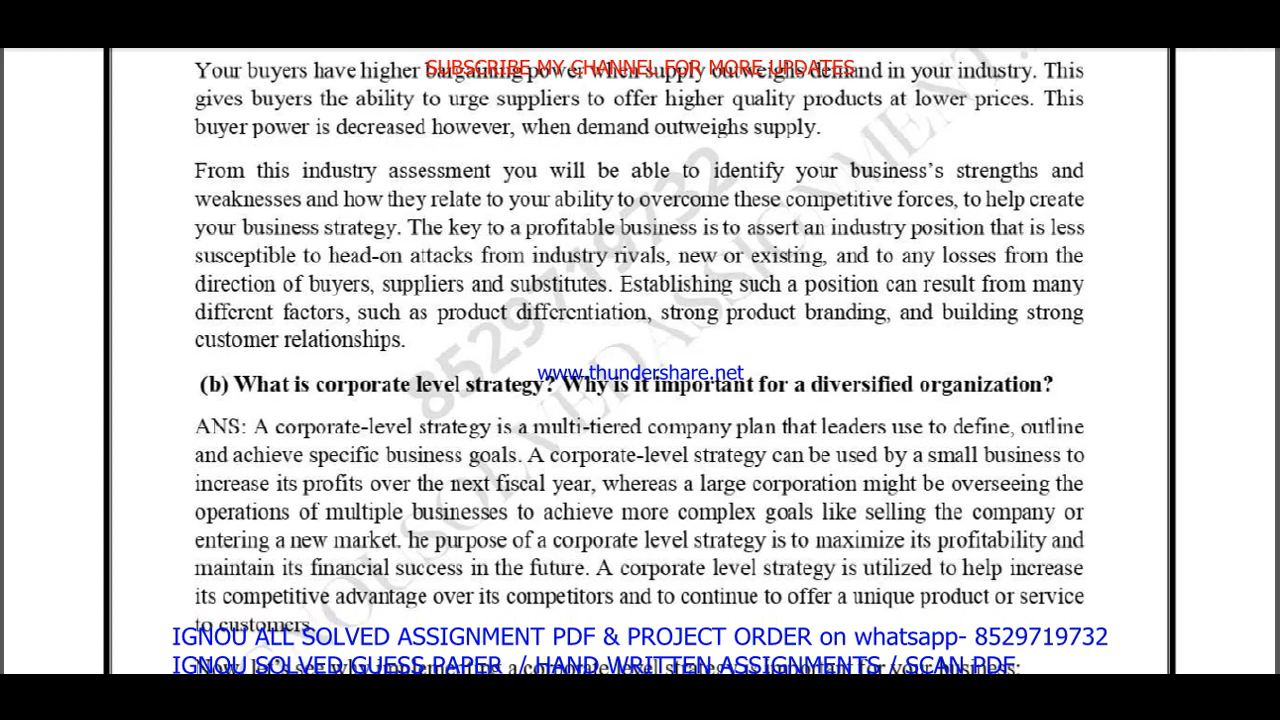 SUBSCRIBE MY CHANNEL FOR MORE UPDATES
Your buyers have higher bargaining power when supply outweighs demand in your industry. This
gives buyers the ability to urge suppliers to offer higher quality products at lower prices. This
buyer power is decreased however, when demand outweighs supply.
From this industry assessment you will be able to identify your business's strengths and
weaknesses and how they relate to your ability to overcome these competitive forces, to help create
your business strategy. The key to a profitable business is to assert an industry position that is less
susceptible to head-on attacks from industry rivals, new or existing, and to any losses from the
direction of buyers, suppliers and substitutes. Establishing such a position can result from many
different factors, such as product differentiation, strong product branding, and building strong
customer relationships.
www.thundershare.net
(b) What is corporate level strategy? Why is it important for a diversified organization?
ANS: A corporate-level strategy is a multi-tiered company plan that leaders use to define, outline
and achieve specific business goals. A corporate-level strategy can be used by a small business to
increase its profits over the next fiscal year, whereas a large corporation might be overseeing the
operations of multiple businesses to achieve more complex goals like selling the company or
entering a new market. he purpose of a corporate level strategy is to maximize its profitability and
maintain its financial success in the future. A corporate level strategy is utilized to help increase
its competitive advantage over its competitors and to continue to offer a unique product or service
to customers
IGNOU ALL SOLVED ASSIGNMENT PDF & PROJECT ORDER on whatsapp- 8529719732
let's see why implementing a corporate level strategy is important for your business:
IGNOU SOLVED GUESS PAPER / HAND WRITTEN ASSIGNMENTS / SCAN PDF
8529719732